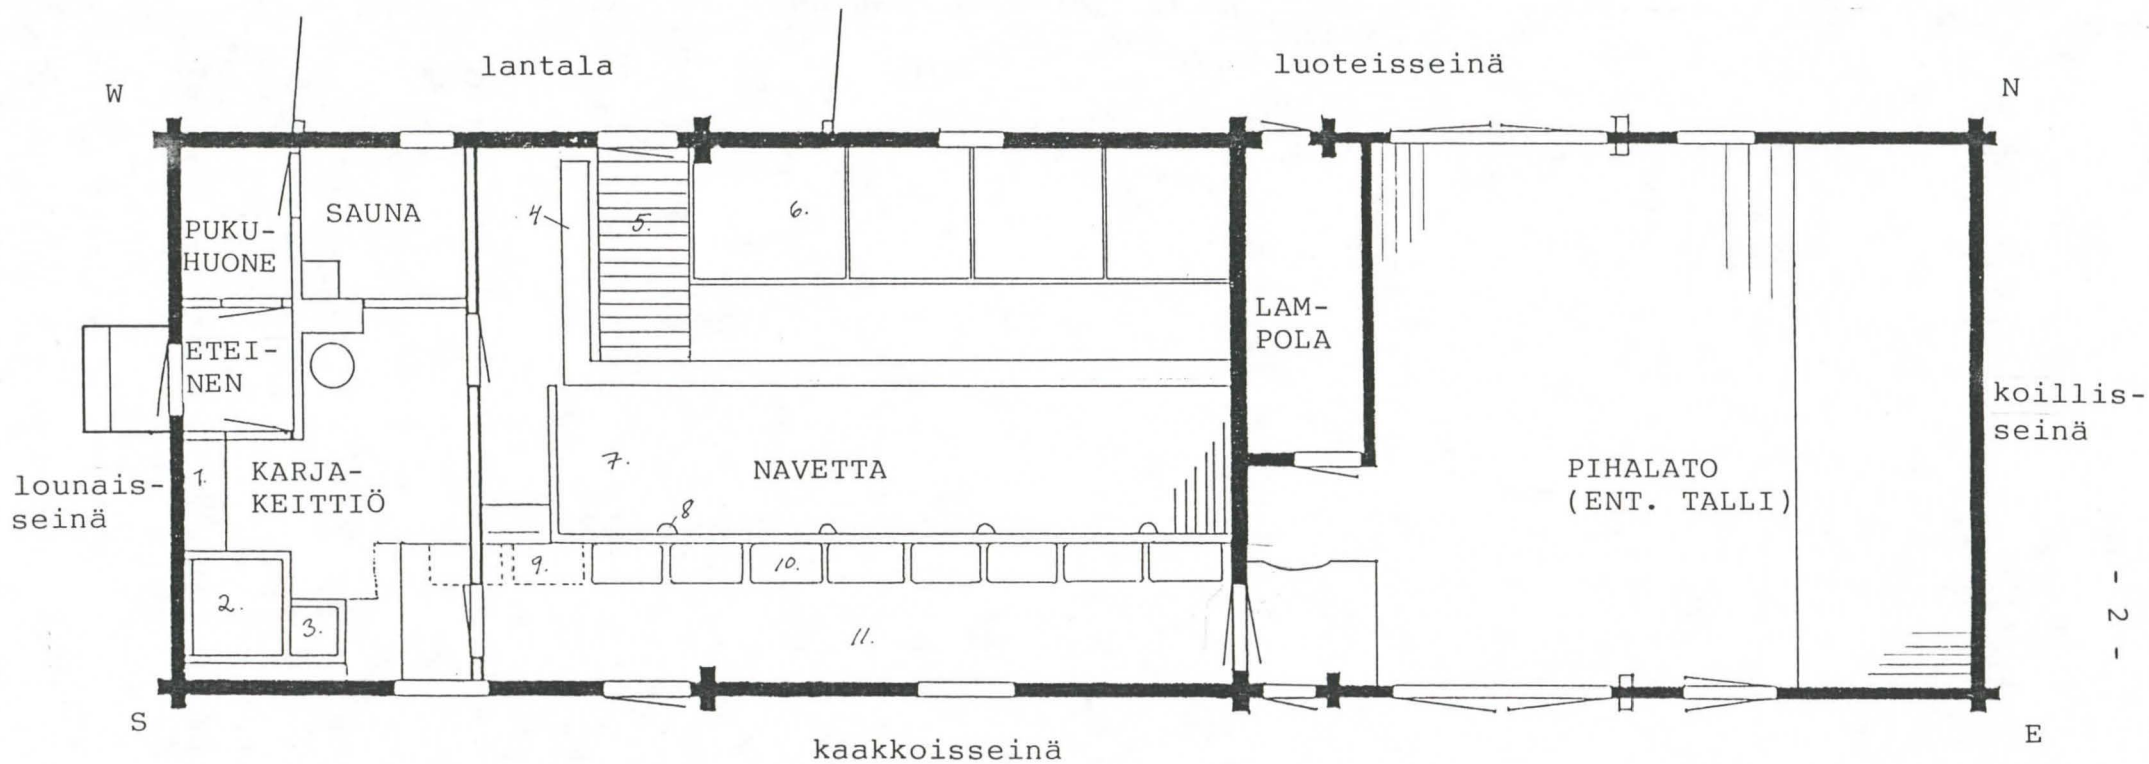 lantala
luoteisseinä
W
N
SAUNA
4
5.
6.
PUKU-
HUONE
LAM-
POLA
ETEI-
NEN
koillis-
seinä
lounais-
seinä
1.
KARJA-
KEITTIÖ
7.
NAVETTA
8
PIHALATO
(ENT. TALLI)
9.
10.
2.
3.
11.
- 2 -
S
E
kaakkoisseinä